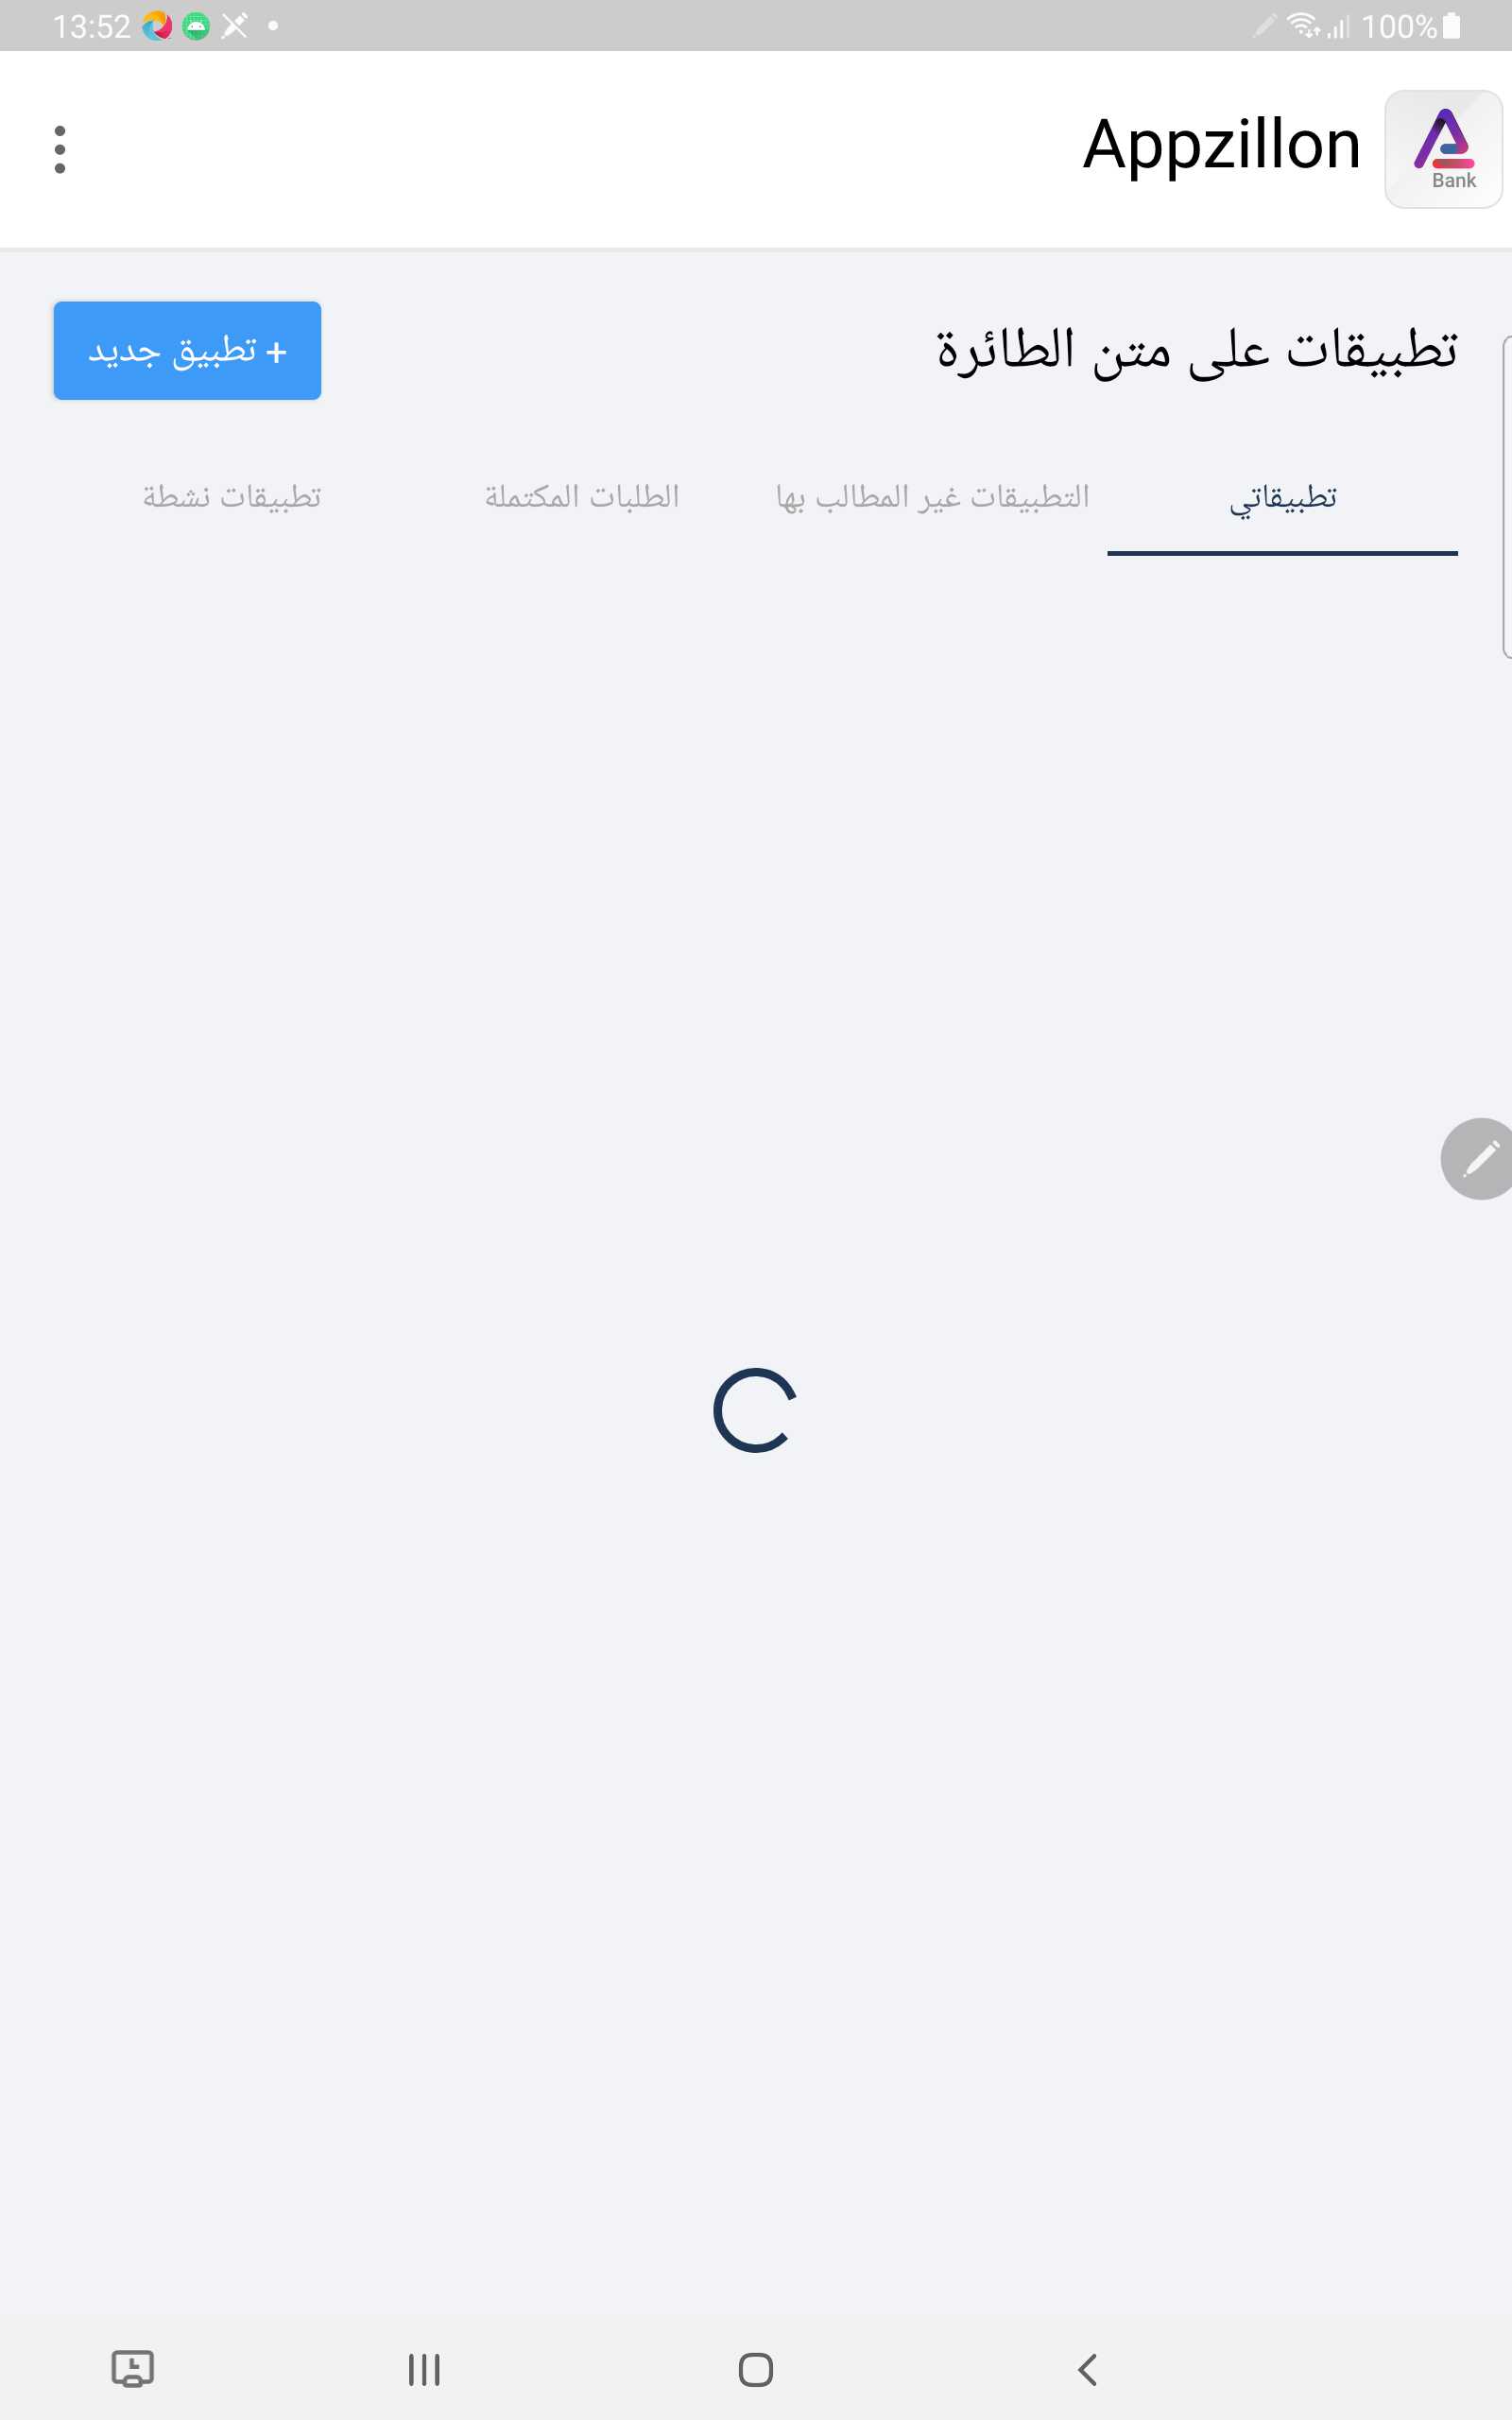 13:52
100%
Appzillon
Bank
تطبيقات على متن الطائرة
+ تطبيق جديد
تطبيقاتي
التطبيقات غير المطالب بها
الطلبات المكتملة
تطبيقات نشطة